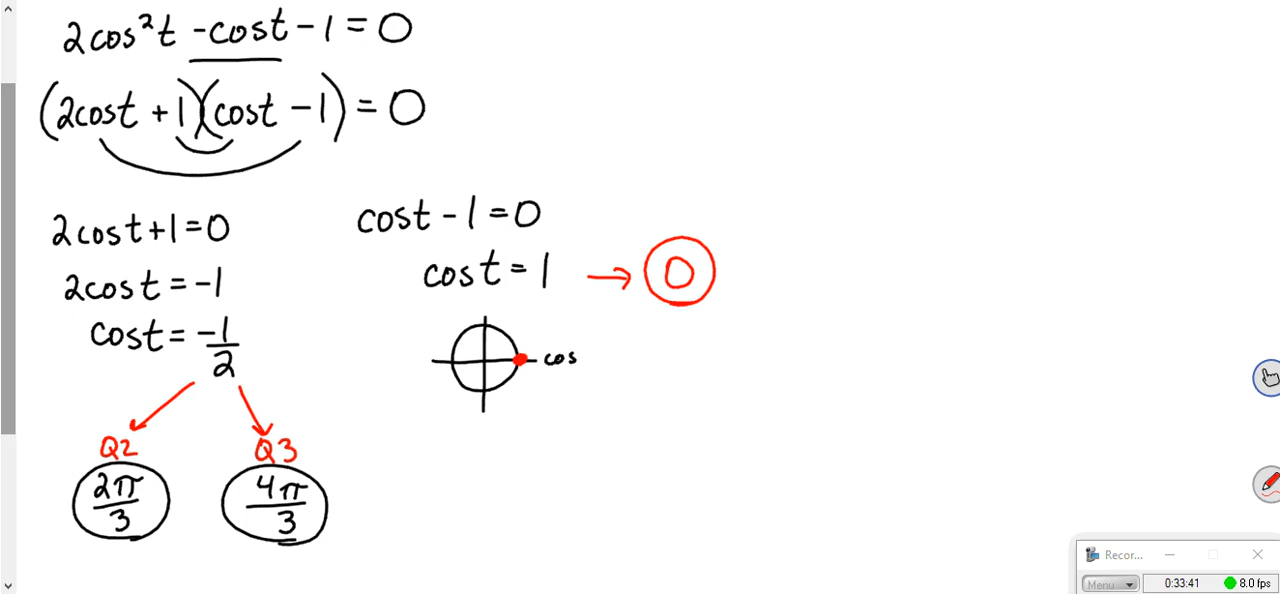 2cos²t - cost - 1 = 0
(2cost + 1)(cost - 1) = 0
2cost + 1 = 0
2cost = -1
cost = -1/2
Q2
2π/3
Q3
4π/3
cost - 1 = 0
cost = 1 → 0
cos
Recor...
Menu
0:33:41
8.0 fps